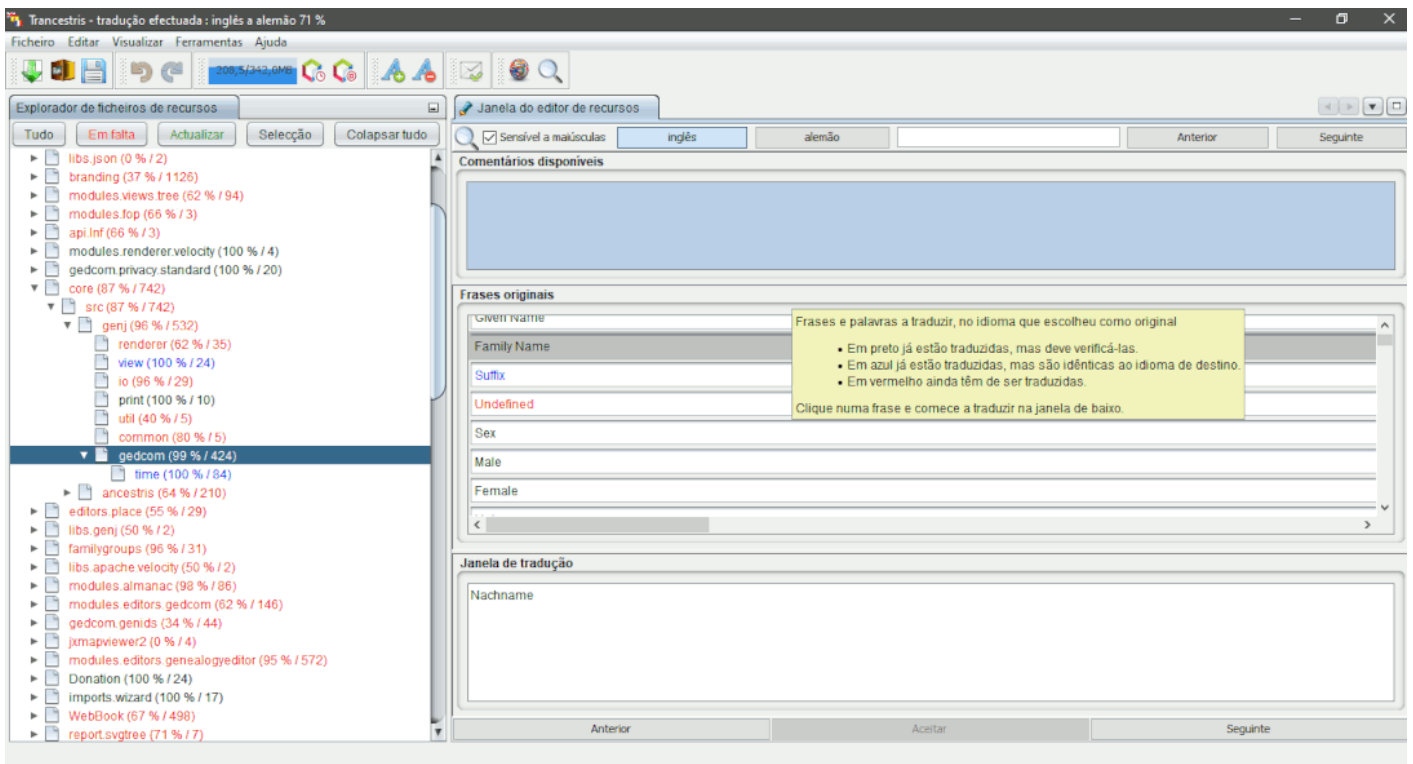 Trancestris - tradução efectuada : inglês a alemão 71 %
Ficheiro Editar Visualizar Ferramentas Ajuda
208,5/342,0MB
Explorador de ficheiros de recursos
Tudo Em falta Actualizar Selecção Colapsar tudo
libs.json (0 % / 2)
branding (37 % / 1126)
modules.views.tree (62 % / 94)
modules.fop (66 % / 3)
api.lnf (66 % / 3)
modules.renderer.velocity (100 % / 4)
gedcom.privacy.standard (100 % / 20)
core (87 % / 742)
src (87 % / 742)
genj (96 % / 532)
renderer (62 % / 35)
view (100 % / 24)
io (96 % / 29)
print (100 % / 10)
util (40 % / 5)
common (80 % / 5)
gedcom (99 % / 424)
time (100 % / 84)
ancestris (64 % / 210)
editors.place (55 % / 29)
libs.genj (50 % / 2)
familygroups (96 % / 31)
libs.apache.velocity (50 % / 2)
modules.almanac (98 % / 86)
modules.editors.gedcom (62 % / 146)
gedcom.genids (34 % / 44)
jxmapviewer2 (0 % / 4)
modules.editors.genealogyeditor (95 % / 572)
Donation (100 % / 24)
imports.wizard (100 % / 17)
WebBook (67 % / 498)
report.svgtree (71 % / 7)
Janela do editor de recursos
Sensível a maiúsculas inglês alemão Anterior Seguinte
Comentários disponíveis
Frases originais
Given Name
Family Name
Suffix
Undefined
Sex
Male
Female
Frases e palavras a traduzir, no idioma que escolheu como original
• Em preto já estão traduzidas, mas deve verificá-las.
• Em azul já estão traduzidas, mas são idênticas ao idioma de destino.
• Em vermelho ainda têm de ser traduzidas.
Clique numa frase e comece a traduzir na janela de baixo.
Janela de tradução
Nachname
Anterior Aceitar Seguinte